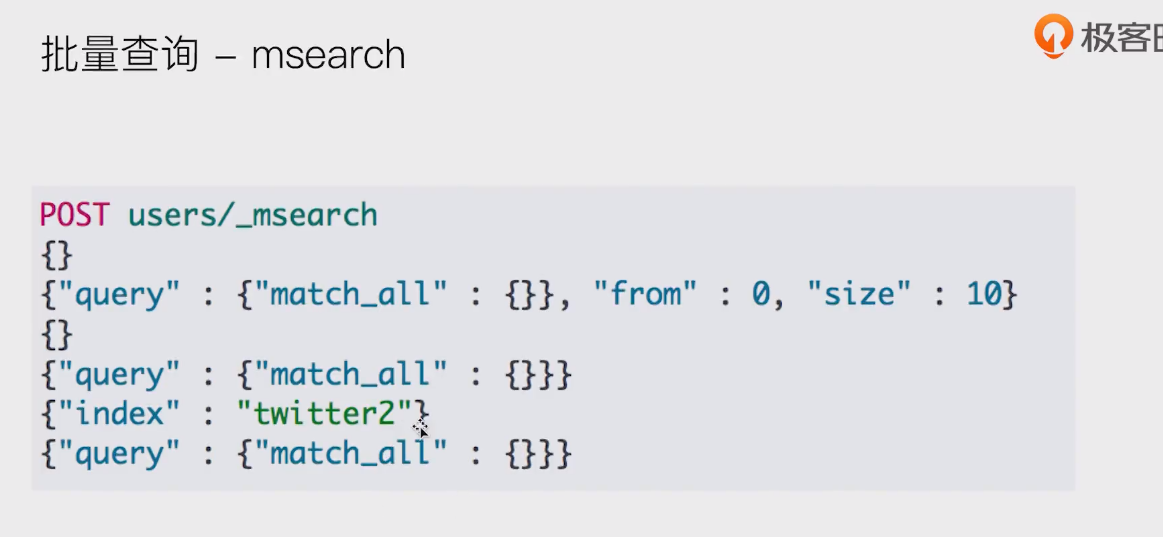 批量查询 – msearch
极客
POST users/_msearch
{}
{"query" : {"match_all" : {}}, "from" : 0, "size" : 10}
{}
{"query" : {"match_all" : {}}}
{"index" : "twitter2"}
{"query" : {"match_all" : {}}}